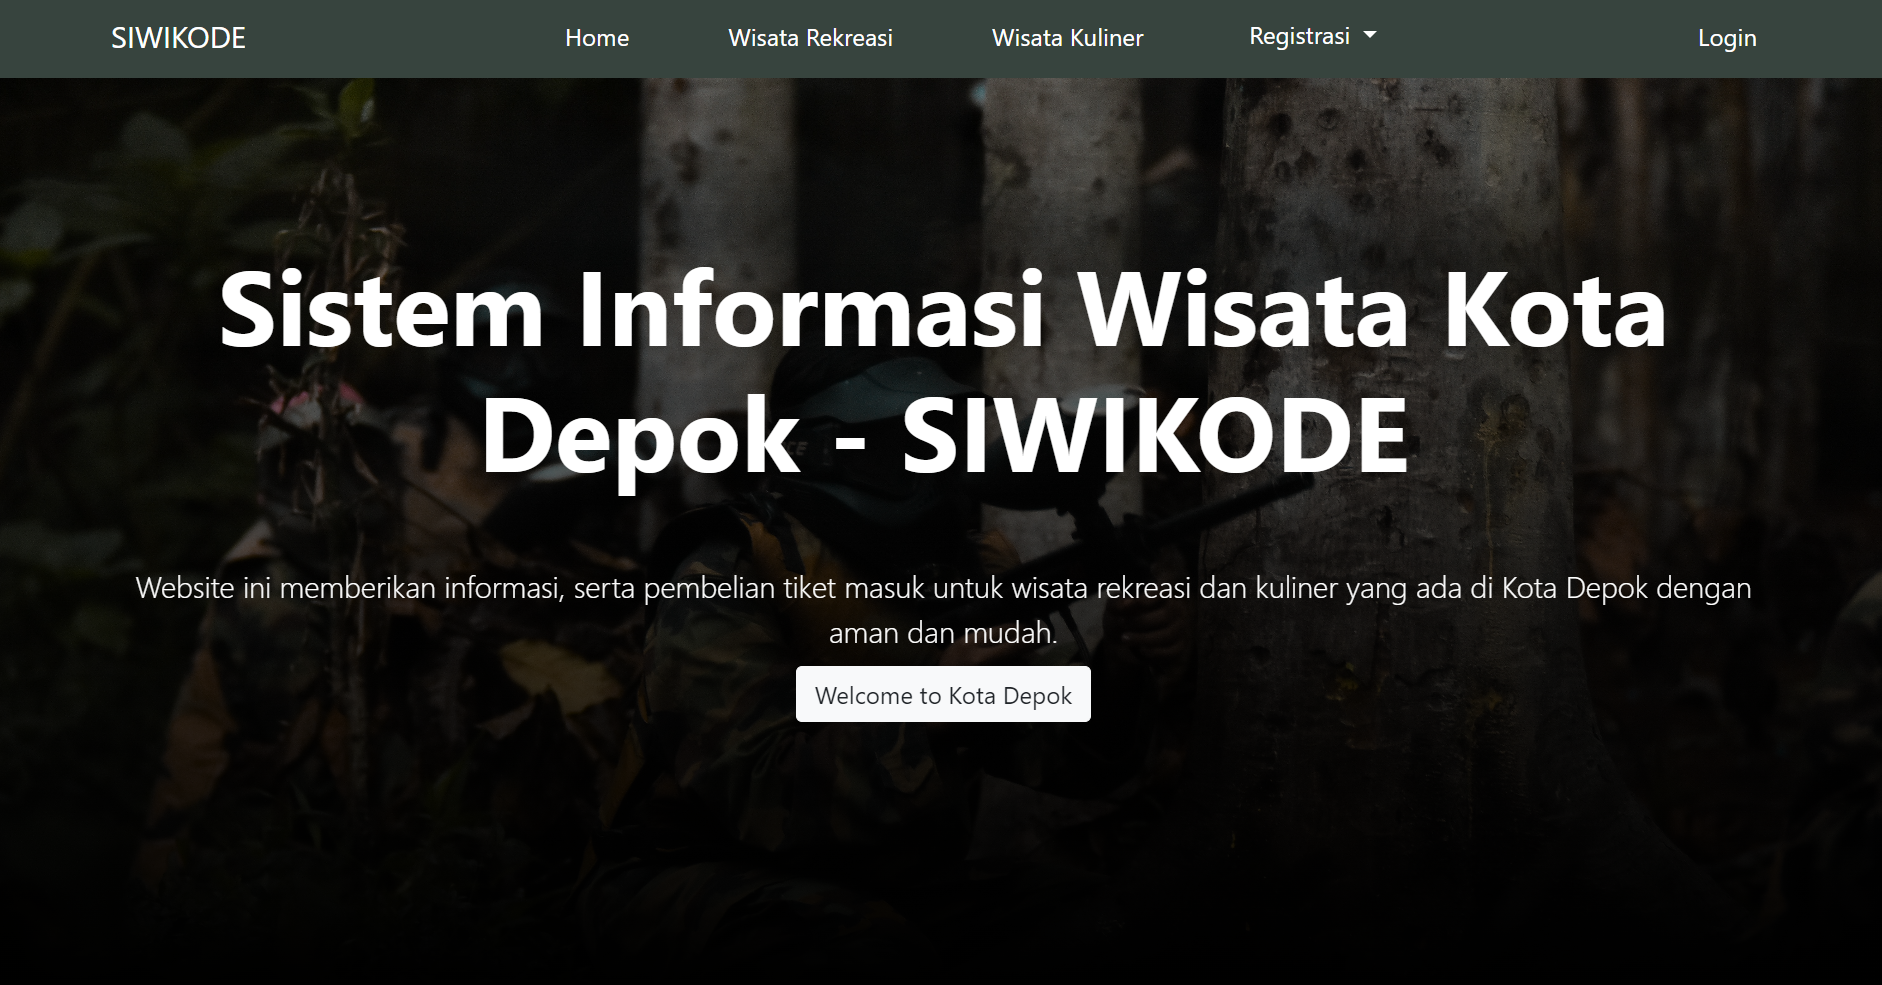 SIWIKODE
Home
Wisata Rekreasi
Wisata Kuliner
Registrasi
Login
Sistem Informasi Wisata Kota
Depok - SIWIKODE
Website ini memberikan informasi, serta pembelian tiket masuk untuk wisata rekreasi dan kuliner yang ada di Kota Depok dengan
aman dan mudah.
Welcome to Kota Depok